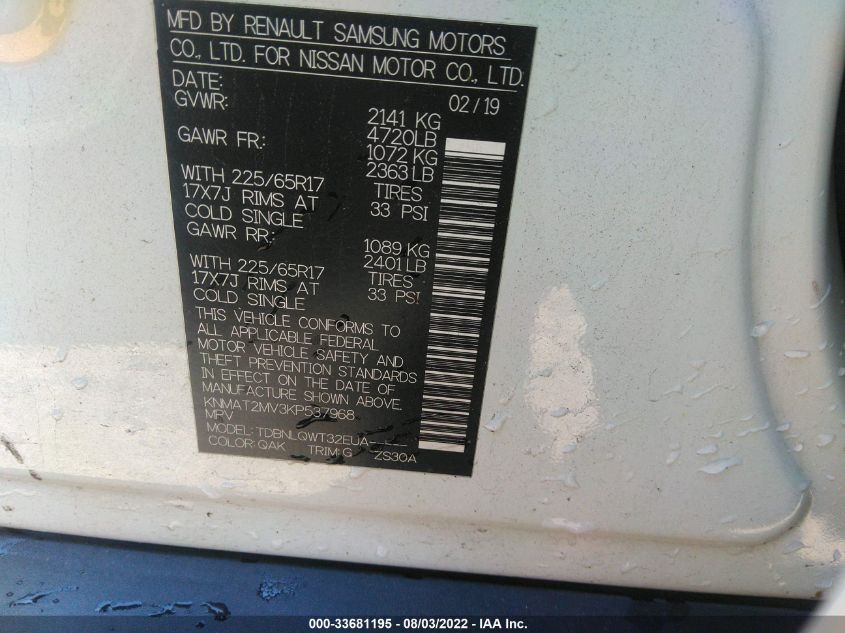 MFD BY RENAULT SAMSUNG MOTORS
CO., LTD. FOR NISSAN MOTOR CO., LTD.
DATE: 02/19
GVWR: 2141 KG
4720LB
GAWR FR.: 1072 KG
2363 LB
WITH 225/65R17 TIRES
17X7J RIMS AT 33 PSI
COLD SINGLE
GAWR RR.: 1089 KG
2401 LB
WITH 225/65R17 TIRES
17X7J RIMS AT 33 PSI
COLD SINGLE
THIS VEHICLE CONFORMS TO
ALL APPLICABLE FEDERAL
MOTOR VEHICLE SAFETY AND
THEFT PREVENTION STANDARDS
IN EFFECT ON THE DATE OF
MANUFACTURE SHOWN ABOVE.
KNMAT2MV3KP537968
MPV
MODEL: TDBNLQWT32EUA-----
COLOR: QAK TRIM: G ZS30A
000-33681195 - 08/03/2022 - IAA Inc.